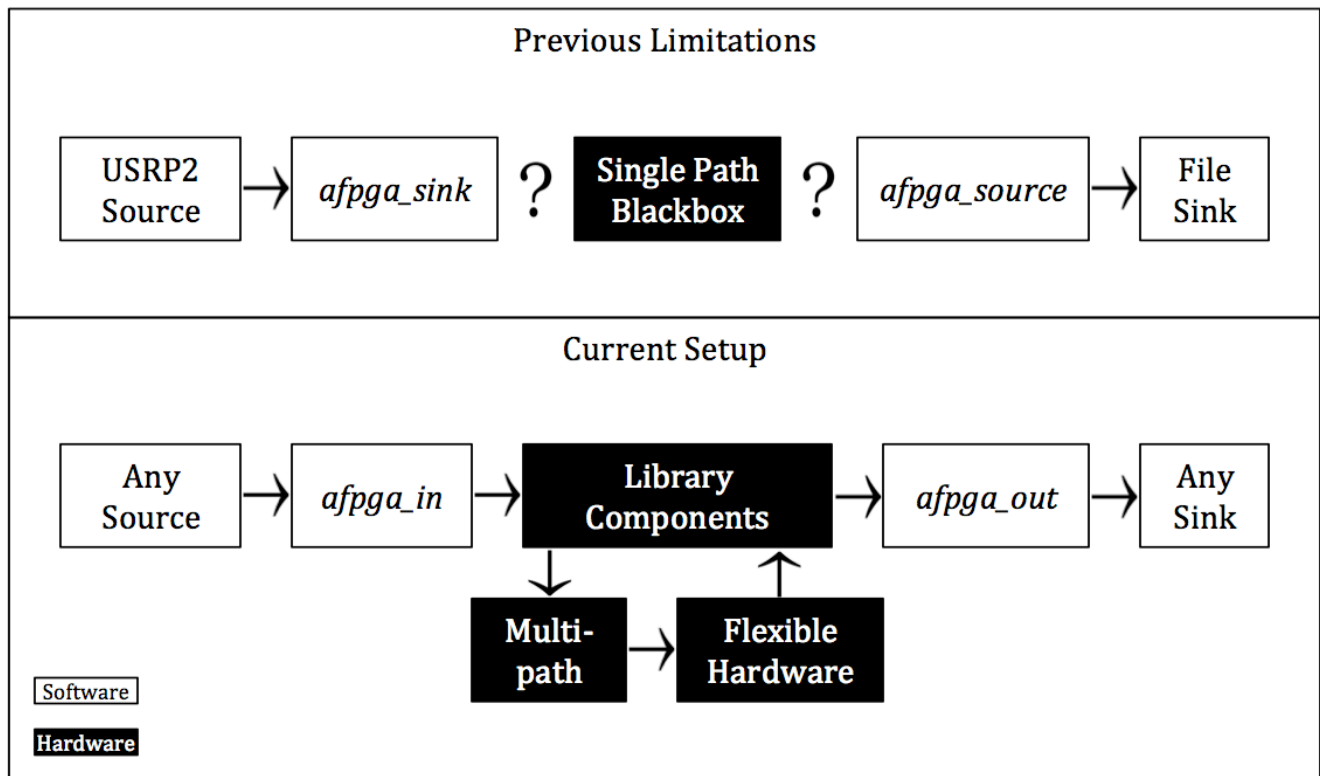 Previous Limitations
USRP2
Source
afpga_sink
?
Single Path
Blackbox
?
afpga_source
File
Sink
Current Setup
Any
Source
afpga_in
Library
Components
afpga_out
Any
Sink
Multi-
path
Flexible
Hardware
Software
Hardware